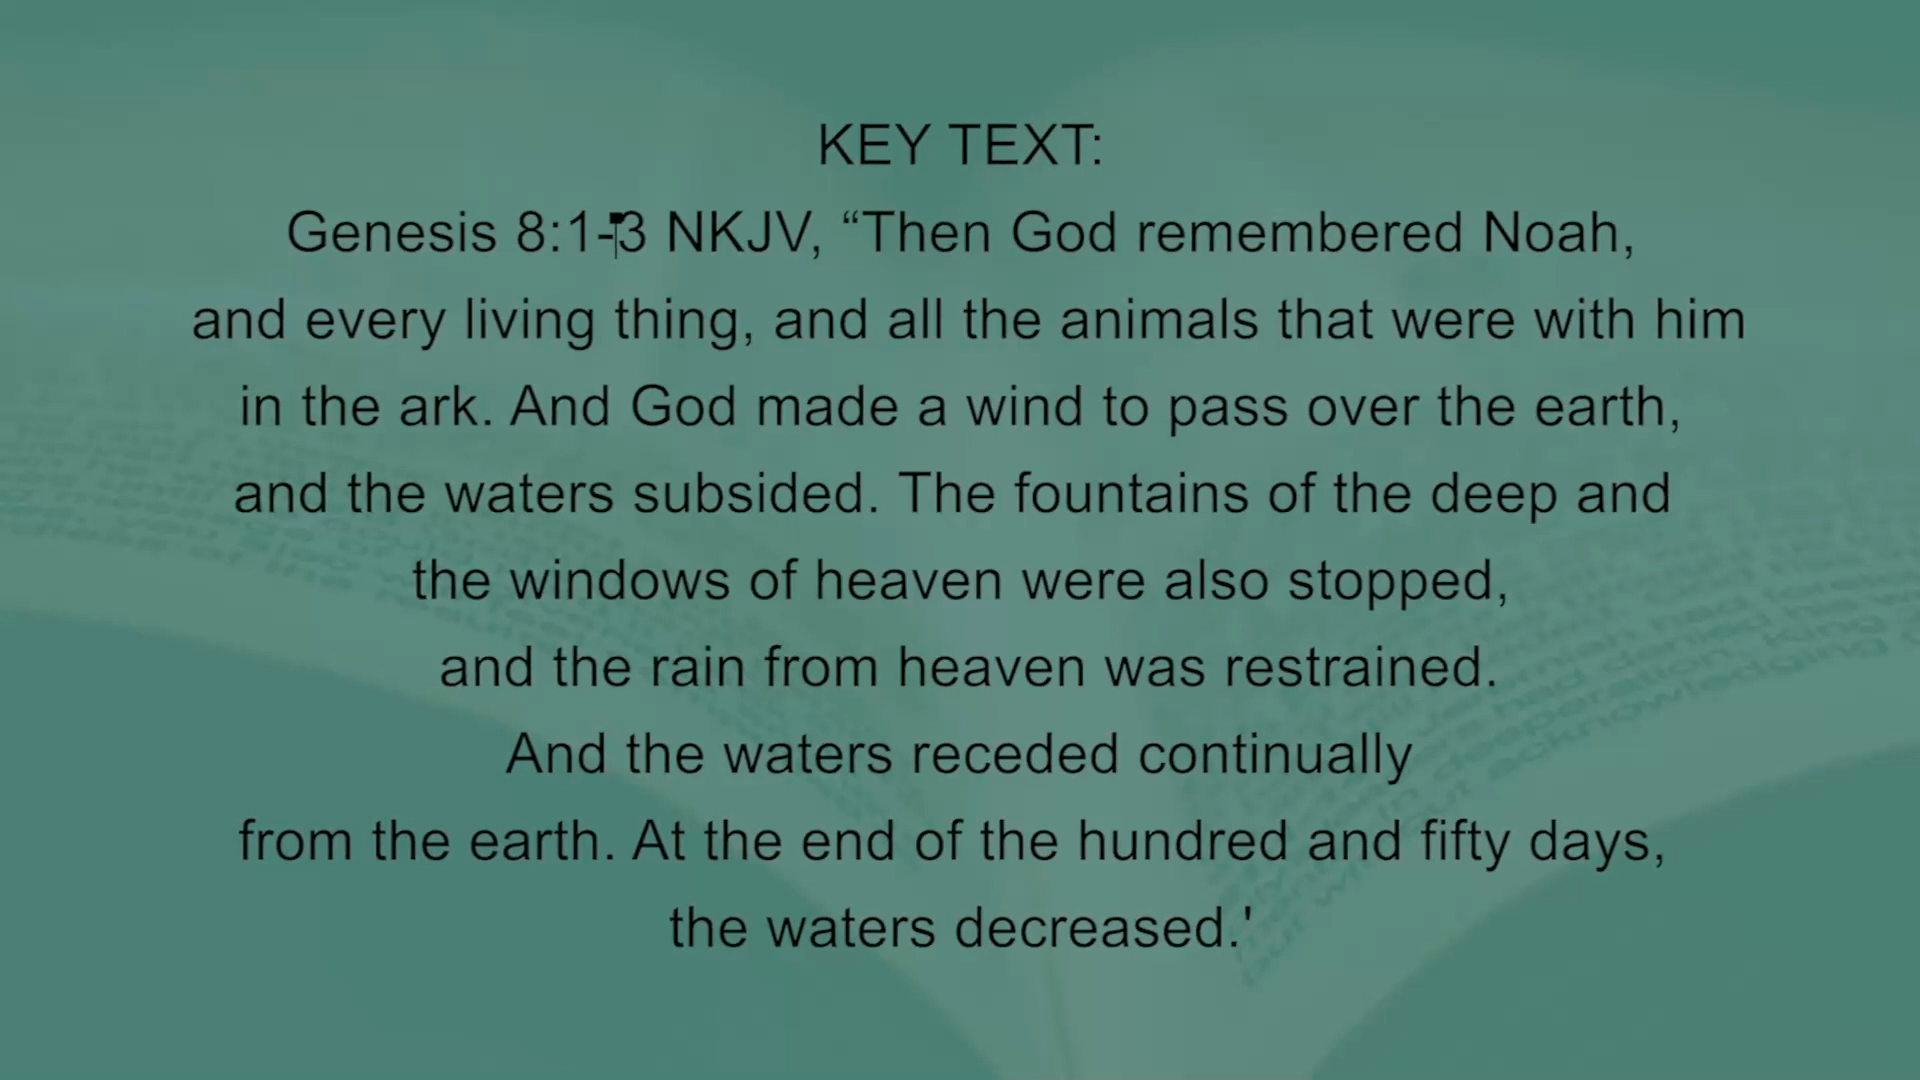 KEY TEXT:
Genesis 8:1-3 NKJV, “Then God remembered Noah,
and every living thing, and all the animals that were with him
in the ark. And God made a wind to pass over the earth,
and the waters subsided. The fountains of the deep and
the windows of heaven were also stopped,
and the rain from heaven was restrained.
And the waters receded continually
from the earth. At the end of the hundred and fifty days,
the waters decreased.'